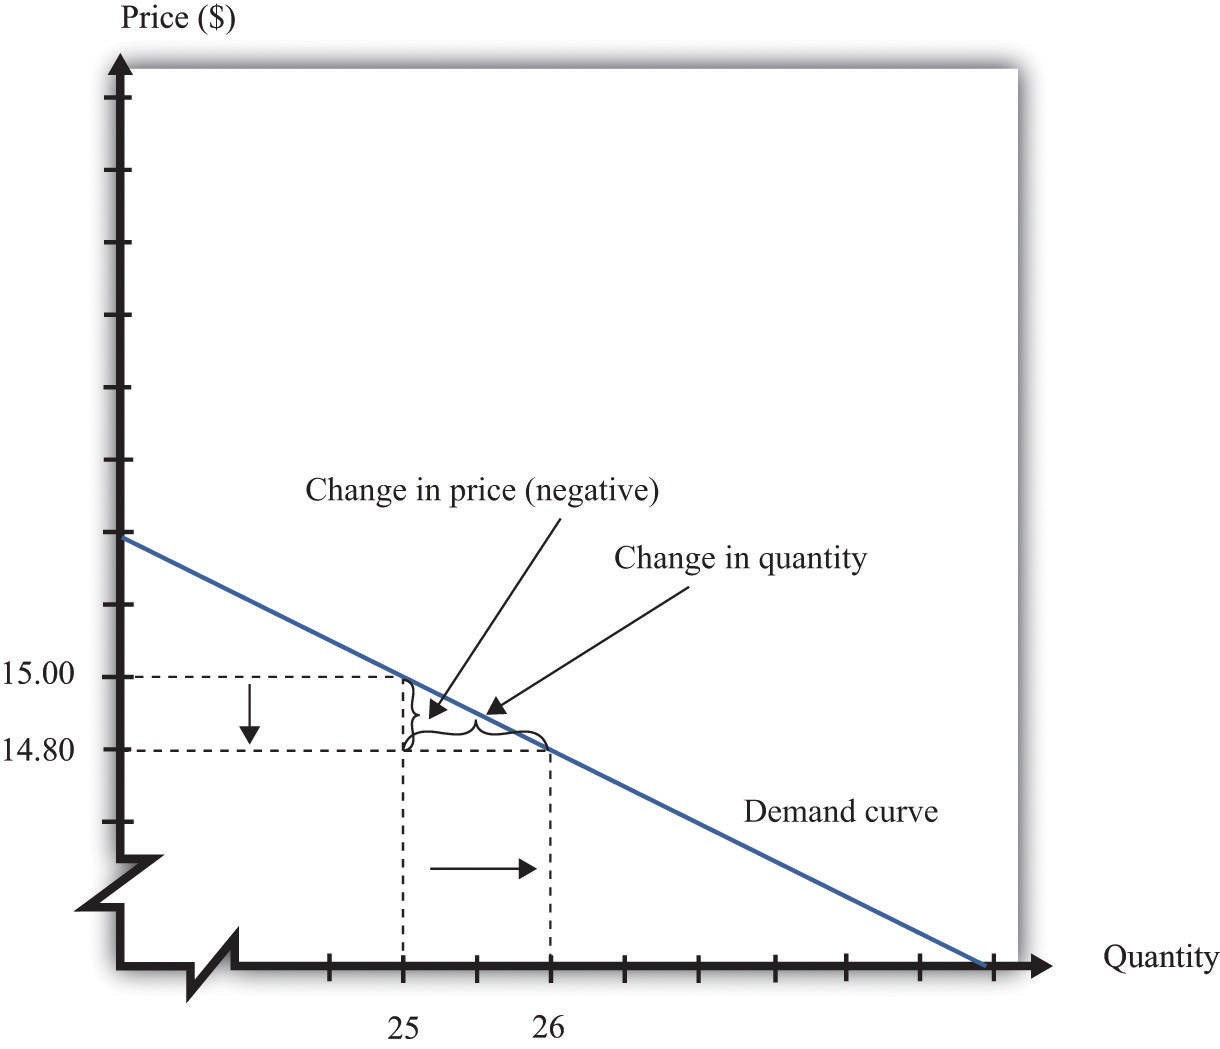 Price ($)
Change in price (negative)
Change in quantity
15.00
14.80
Demand curve
Quantity
25
26